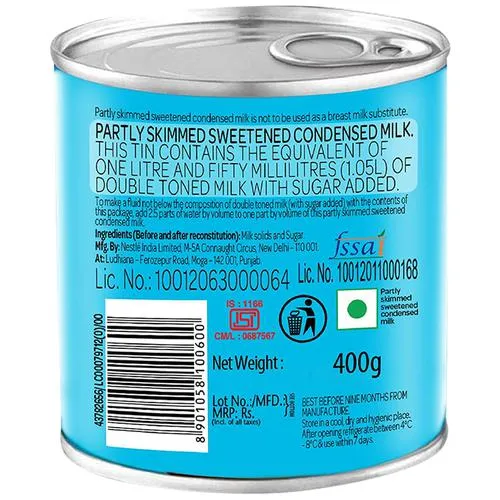 Partly skimmed sweetened condensed milk is not to be used as a breast milk substitute.
PARTLY SKIMMED SWEETENED CONDENSED MILK.
THIS TIN CONTAINS THE EQUIVALENT OF
ONE LITRE AND FIFTY MILLILITRES (1.05L) OF
DOUBLE TONED MILK WITH SUGAR ADDED.
To make a fluid not below the composition of double toned milk (with sugar added) with the contents of
this package, add 2.5 parts of water by volume to one part by volume of this partly skimmed sweetened
condensed milk.
Ingredients (Before and after reconstitution): Milk solids and Sugar.
Mfg. By: Nestlé India Limited, M-5A Connaught Circus, New Delhi - 110 001.
At: Ludhiana - Ferozepur Road, Moga - 142 001, Punjab.
fssai
Lic. No.: 10012063000064
Lic. No. 10012011000168
43782656/LC00079712(0)/00
8901058100600
IS : 1166
ISI
CM/L : 0687567
Partly
skimmed
sweetened
condensed
milk
Net Weight :
400g
Lot No./MFD.
MRP: Rs.
(Incl. of all taxes)
BEST BEFORE NINE MONTHS FROM
MANUFACTURE.
Store in a cool, dry and hygienic place.
After opening refrigerate between 4°C
- 8°C & use within 7 days.